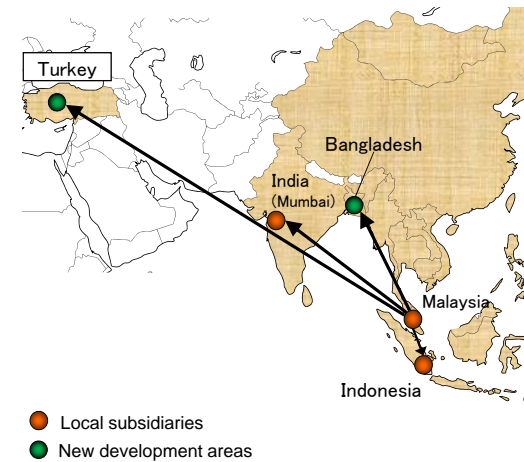 Turkey
Bangladesh
India
(Mumbai)
Malaysia
Indonesia
Local subsidiaries
New development areas